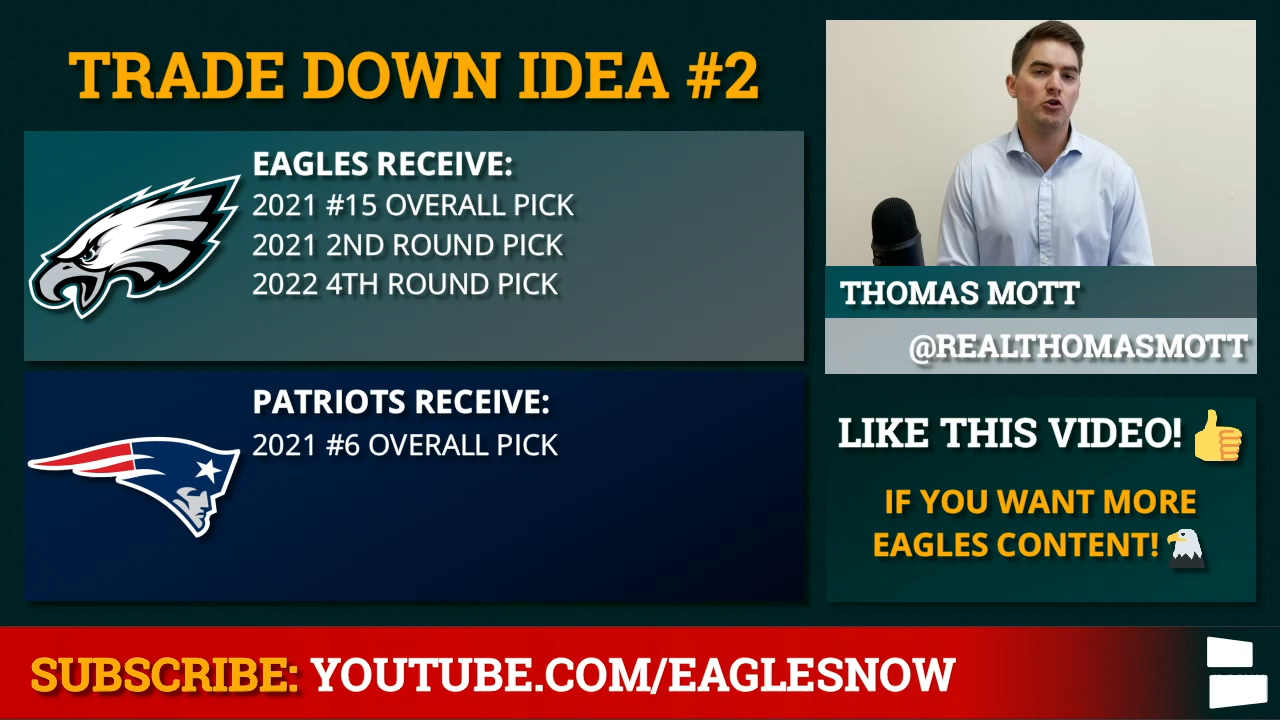 TRADE DOWN IDEA #2
EAGLES RECEIVE:
2021 #15 OVERALL PICK
2021 2ND ROUND PICK
2022 4TH ROUND PICK
PATRIOTS RECEIVE:
2021 #6 OVERALL PICK
THOMAS MOTT
@REALTHOMASMOTT
LIKE THIS VIDEO!
IF YOU WANT MORE
EAGLES CONTENT!
SUBSCRIBE: YOUTUBE.COM/EAGLESNOW